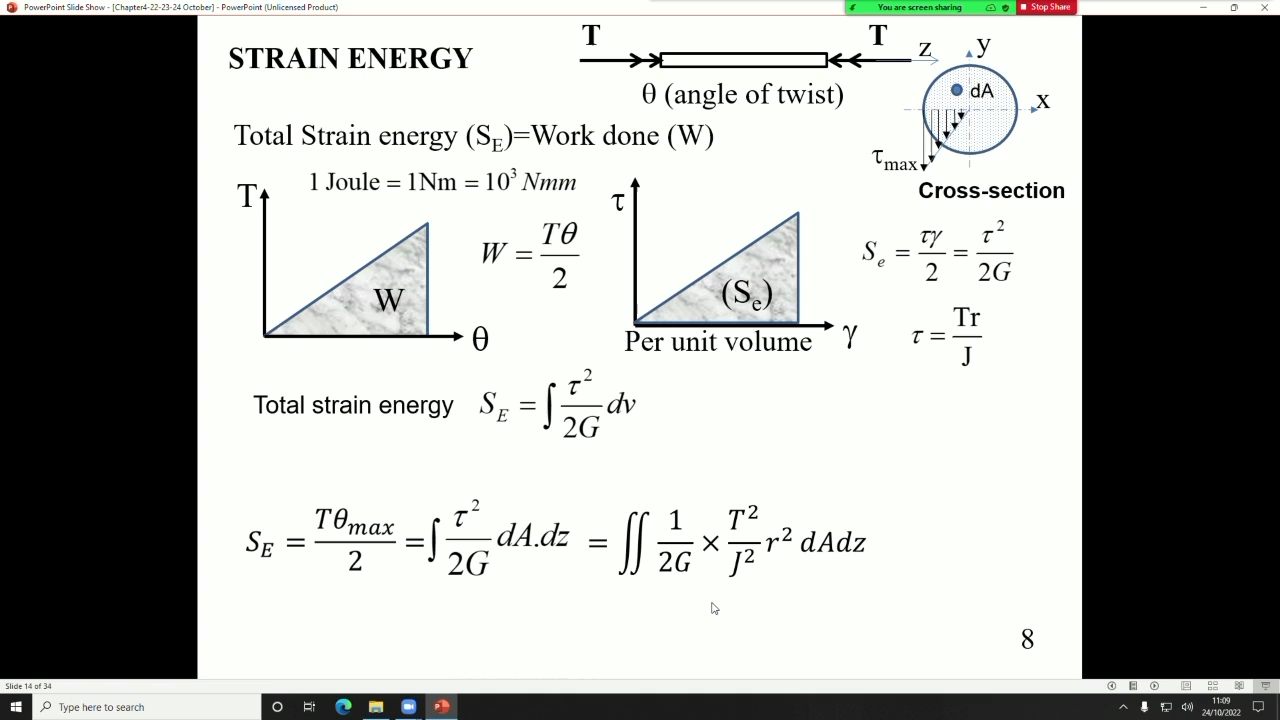 PowerPoint Slide Show - [Chapter4-22-23-24 October] - PowerPoint (Unlicensed Product)
You are screen sharing
Stop Share
STRAIN ENERGY
T T
z y
x
dA
θ (angle of twist)
τmax
Cross-section
Total Strain energy (SE)=Work done (W)
1 Joule = 1Nm = 10³ Nmm
T
W
θ
W = Tθ/2
τ
(Se)
γ
Per unit volume
Se = τγ/2 = τ²/2G
τ = Tr/J
Total strain energy SE = ∫ τ²/2G dv
SE = Tθmax/2 = ∫ τ²/2G dA.dz = ∬ 1/2G × T²/J² r² dAdz
8
Slide 14 of 34
Type here to search
11:09
24/10/2022